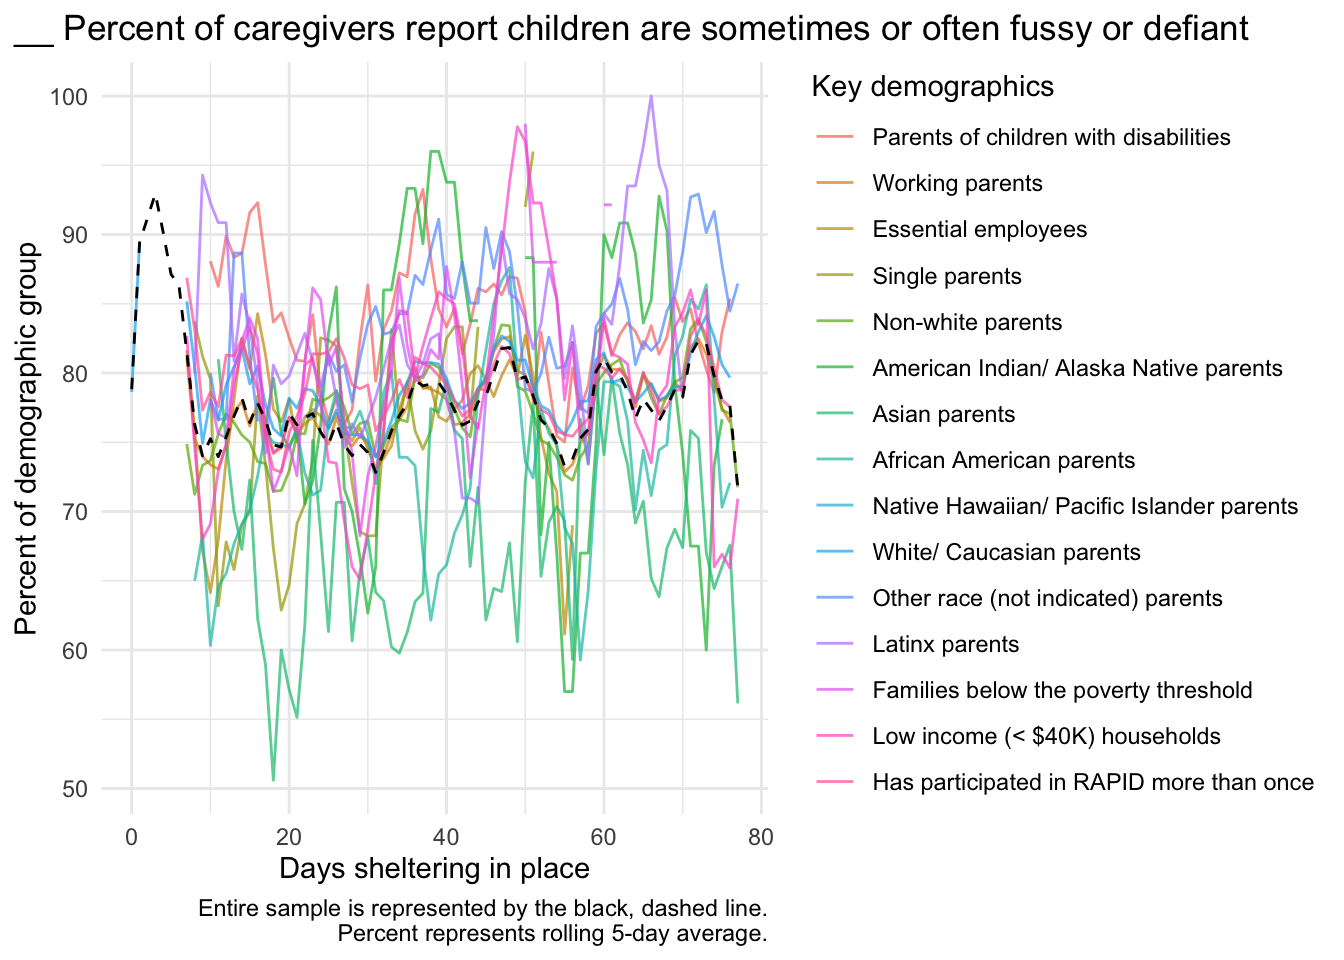 __ Percent of caregivers report children are sometimes or often fussy or defiant
Percent of demographic group
100
90
80
70
60
50
0
20
40
60
80
Days sheltering in place
Key demographics
Parents of children with disabilities
Working parents
Essential employees
Single parents
Non-white parents
American Indian/ Alaska Native parents
Asian parents
African American parents
Native Hawaiian/ Pacific Islander parents
White/ Caucasian parents
Other race (not indicated) parents
Latinx parents
Families below the poverty threshold
Low income (< $40K) households
Has participated in RAPID more than once
Entire sample is represented by the black, dashed line.
Percent represents rolling 5-day average.